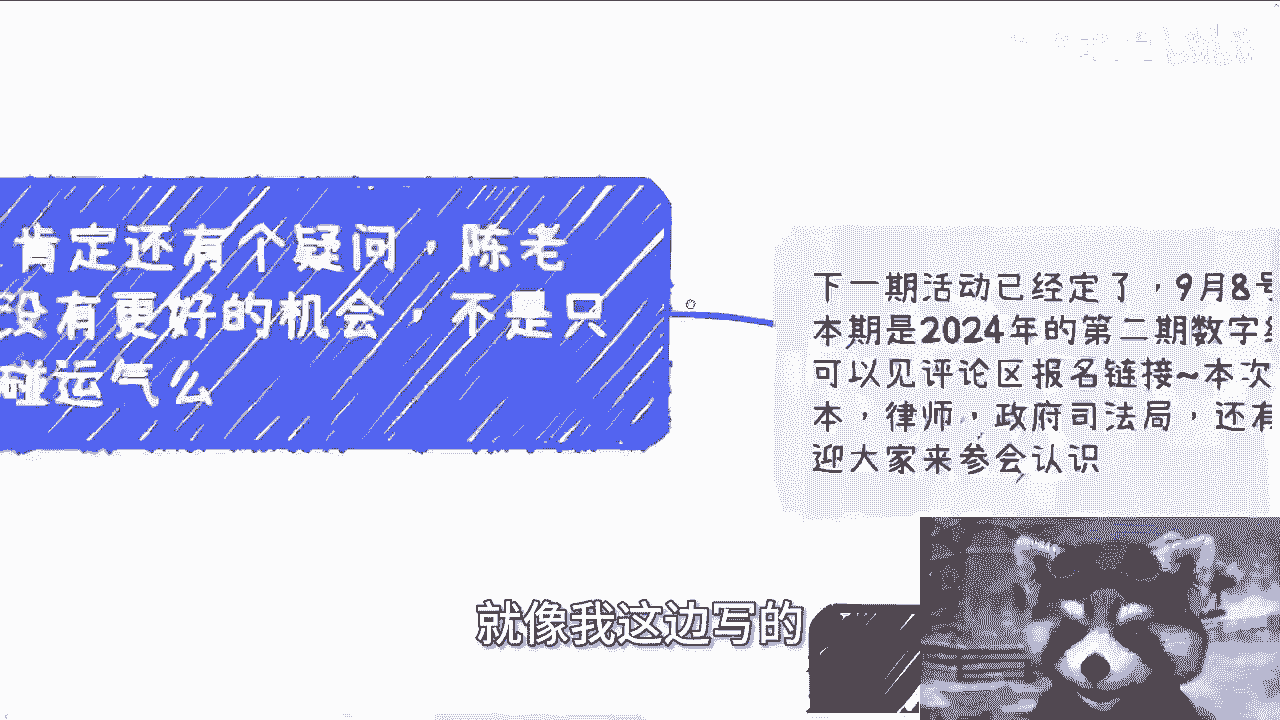 肯定还有个疑问，陈老
没有更好的机会，不是只
碰运气么
下一期活动已经定了，9月8号
本期是2024年的第二期数字
可以见评论区报名链接~本次
本，律师，政府司法局，还有
迎大家来参会认识
就像我这边写的